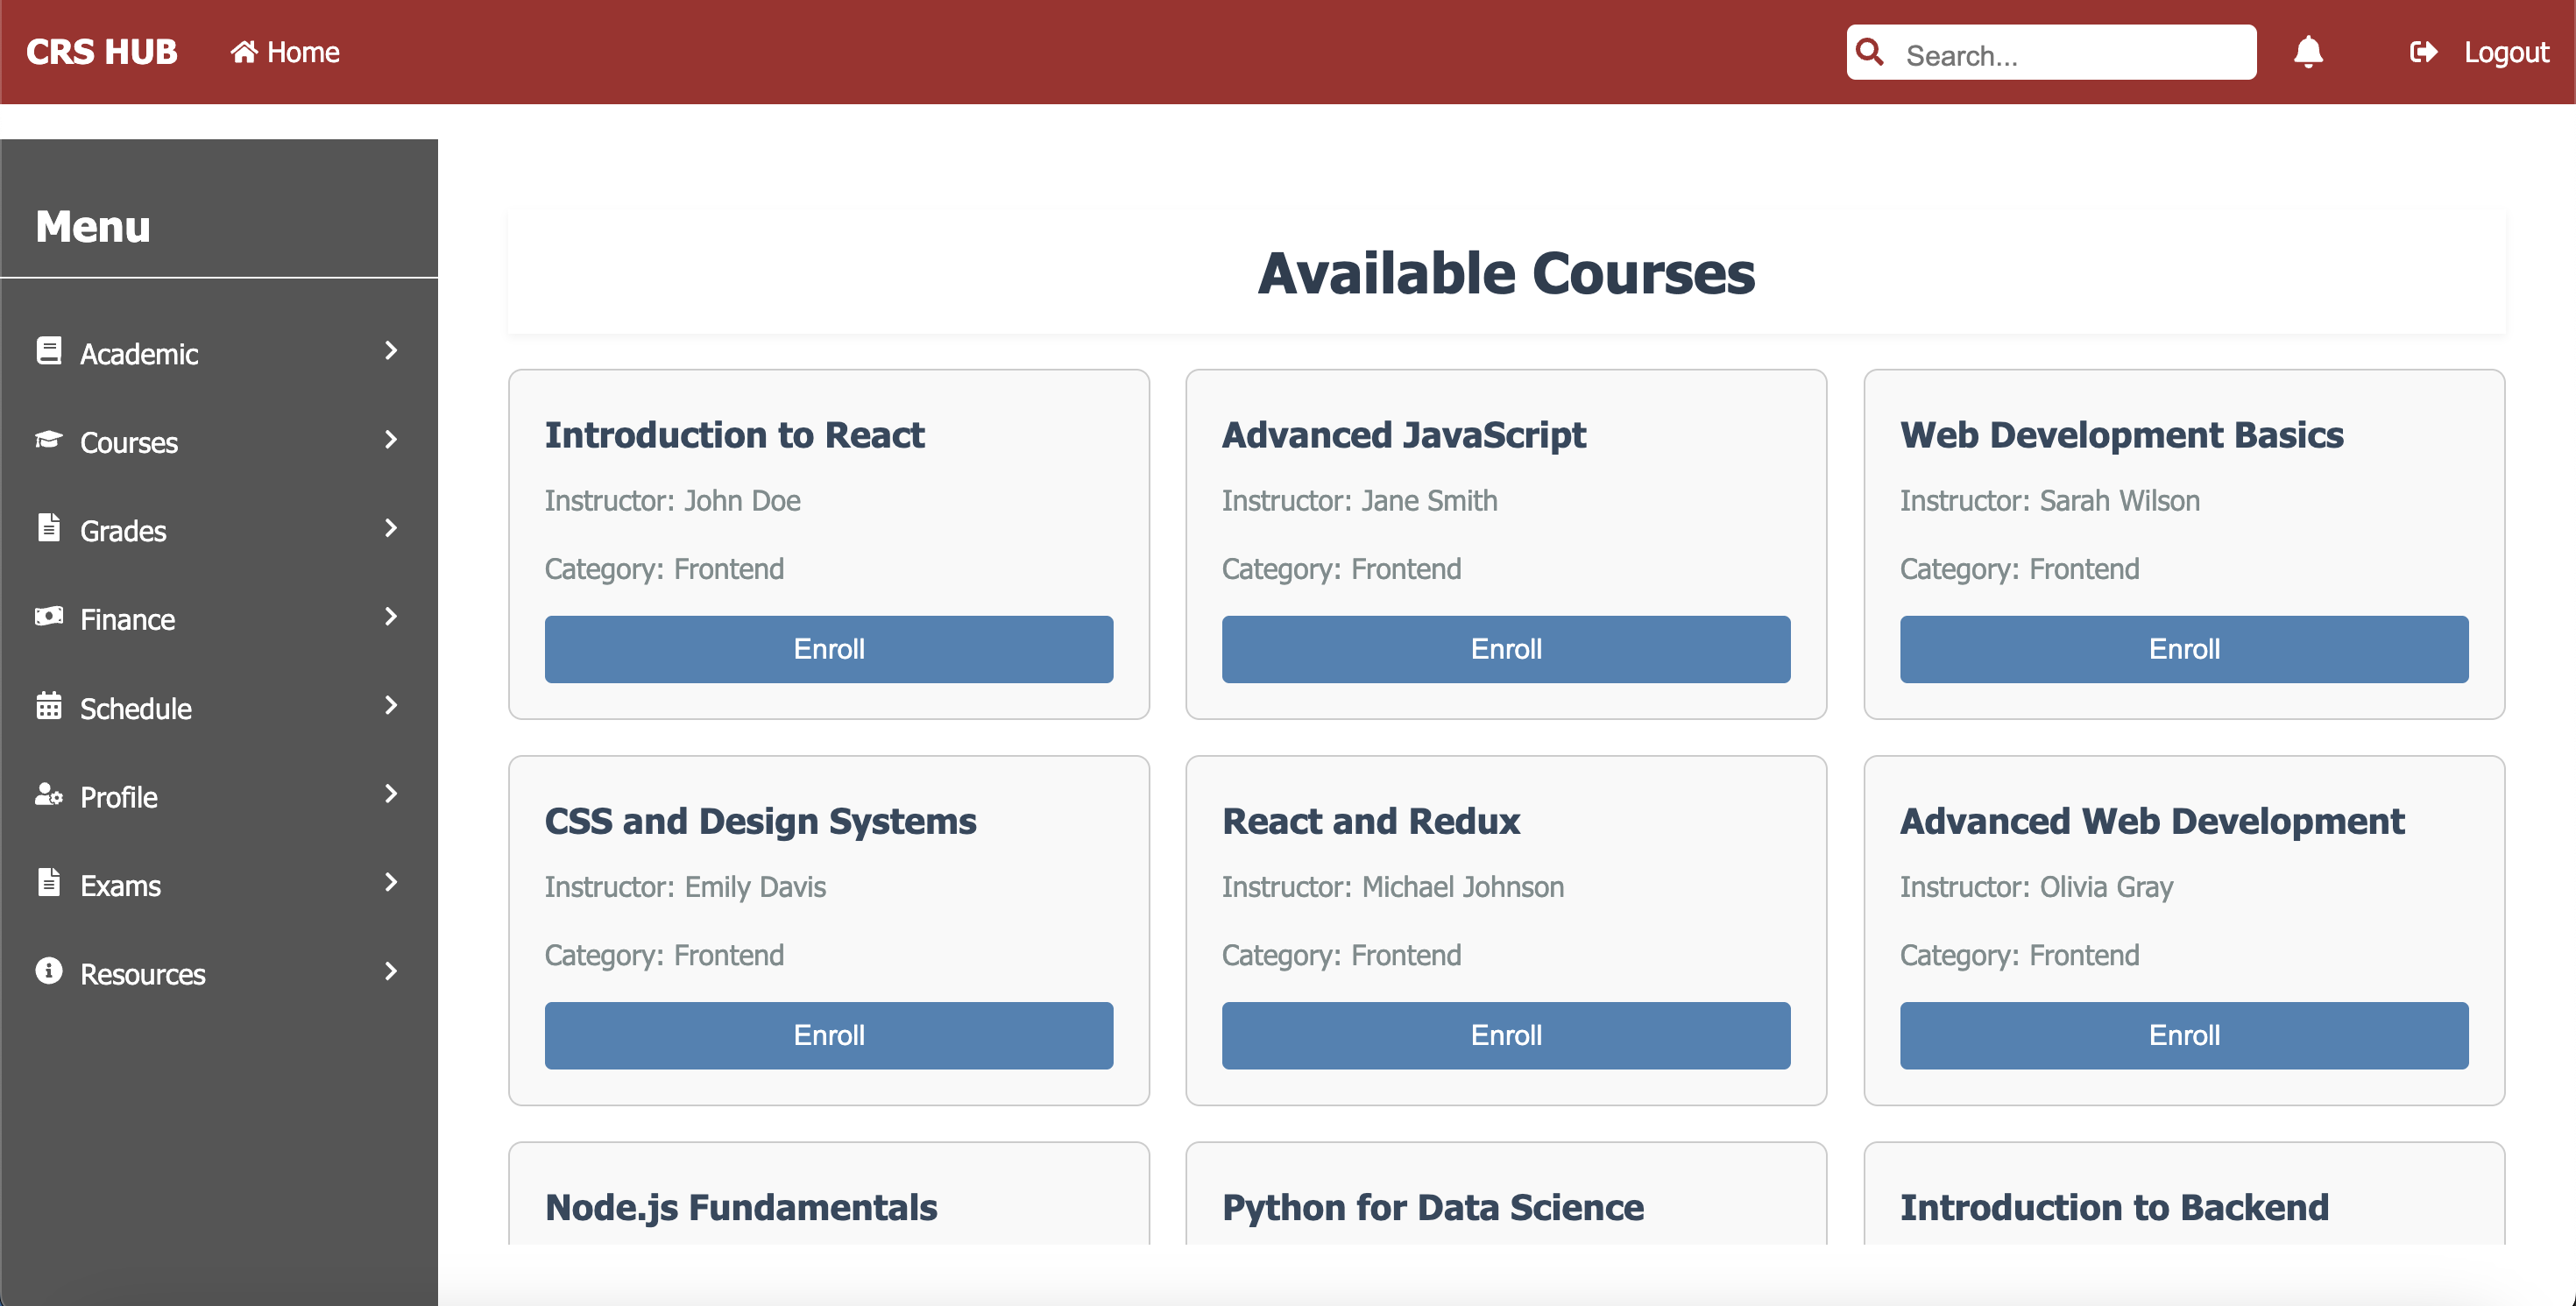 CRS HUB
Home
Search...
Logout
Menu
Academic
Courses
Grades
Finance
Schedule
Profile
Exams
Resources
Available Courses
Introduction to React
Instructor: John Doe
Category: Frontend
Enroll
Advanced JavaScript
Instructor: Jane Smith
Category: Frontend
Enroll
Web Development Basics
Instructor: Sarah Wilson
Category: Frontend
Enroll
CSS and Design Systems
Instructor: Emily Davis
Category: Frontend
Enroll
React and Redux
Instructor: Michael Johnson
Category: Frontend
Enroll
Advanced Web Development
Instructor: Olivia Gray
Category: Frontend
Enroll
Node.js Fundamentals
Python for Data Science
Introduction to Backend